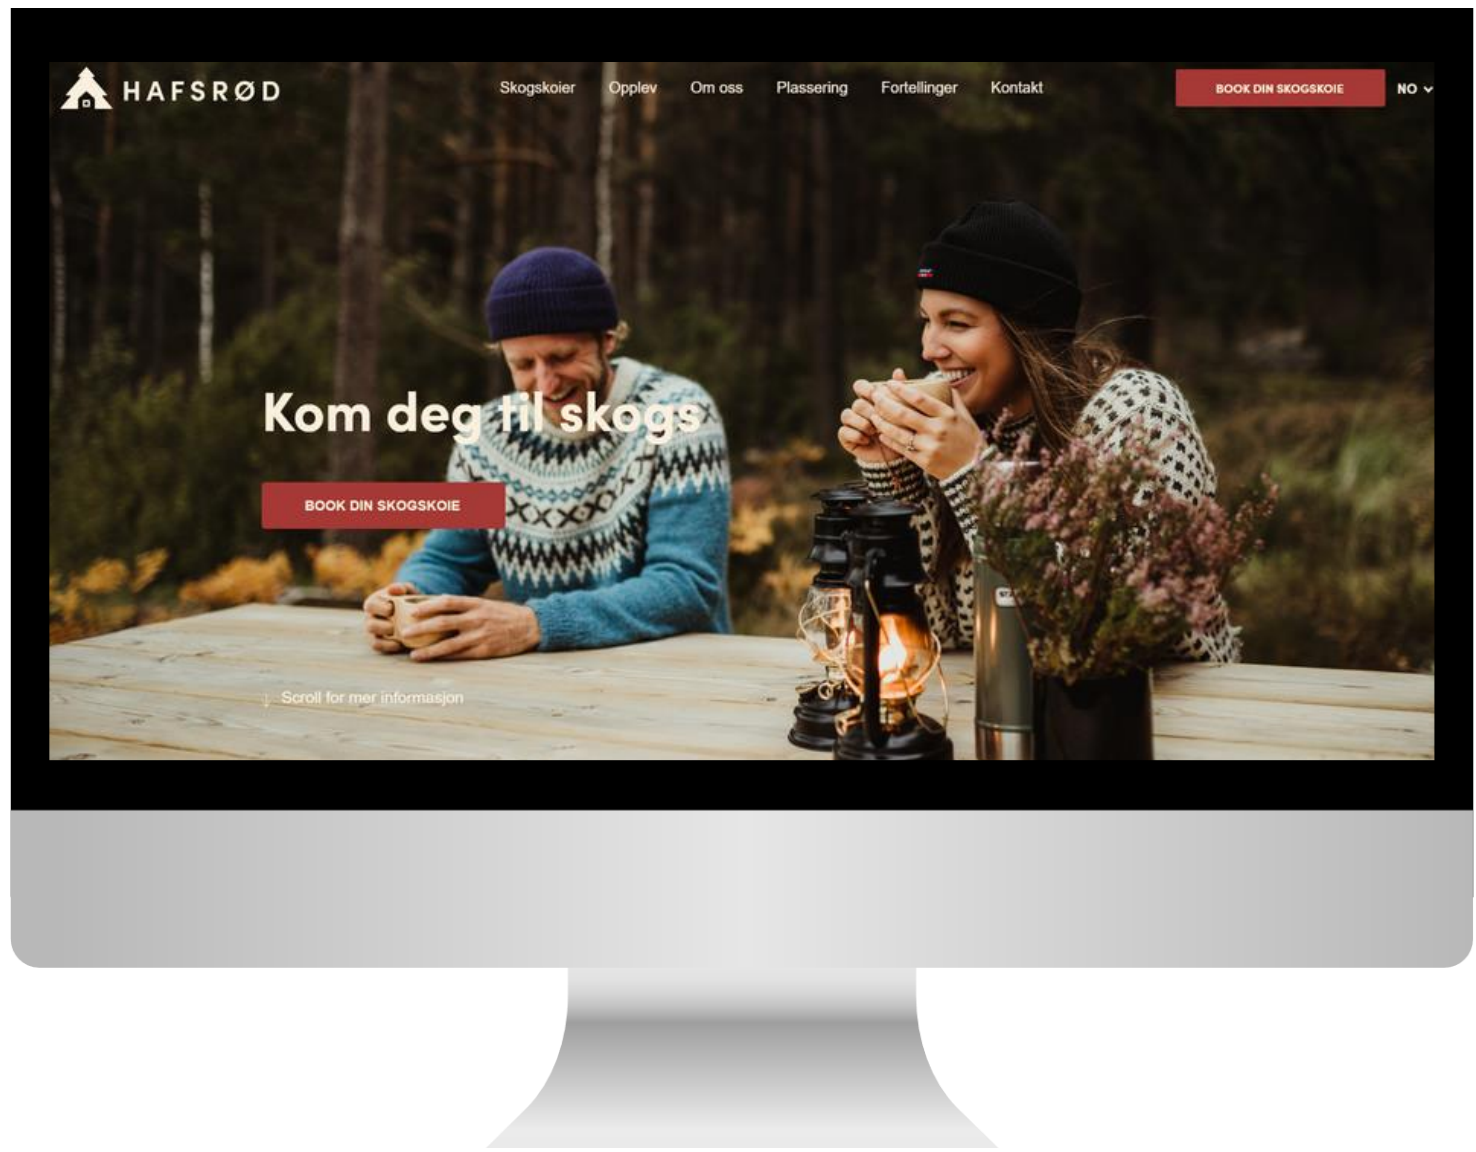 HAFSRØD
Skogskoier Opplev Om oss Plassering Fortellinger Kontakt
BOOK DIN SKOGSKOIE
NO
Kom deg til skogs
BOOK DIN SKOGSKOIE
Scroll for mer informasjon